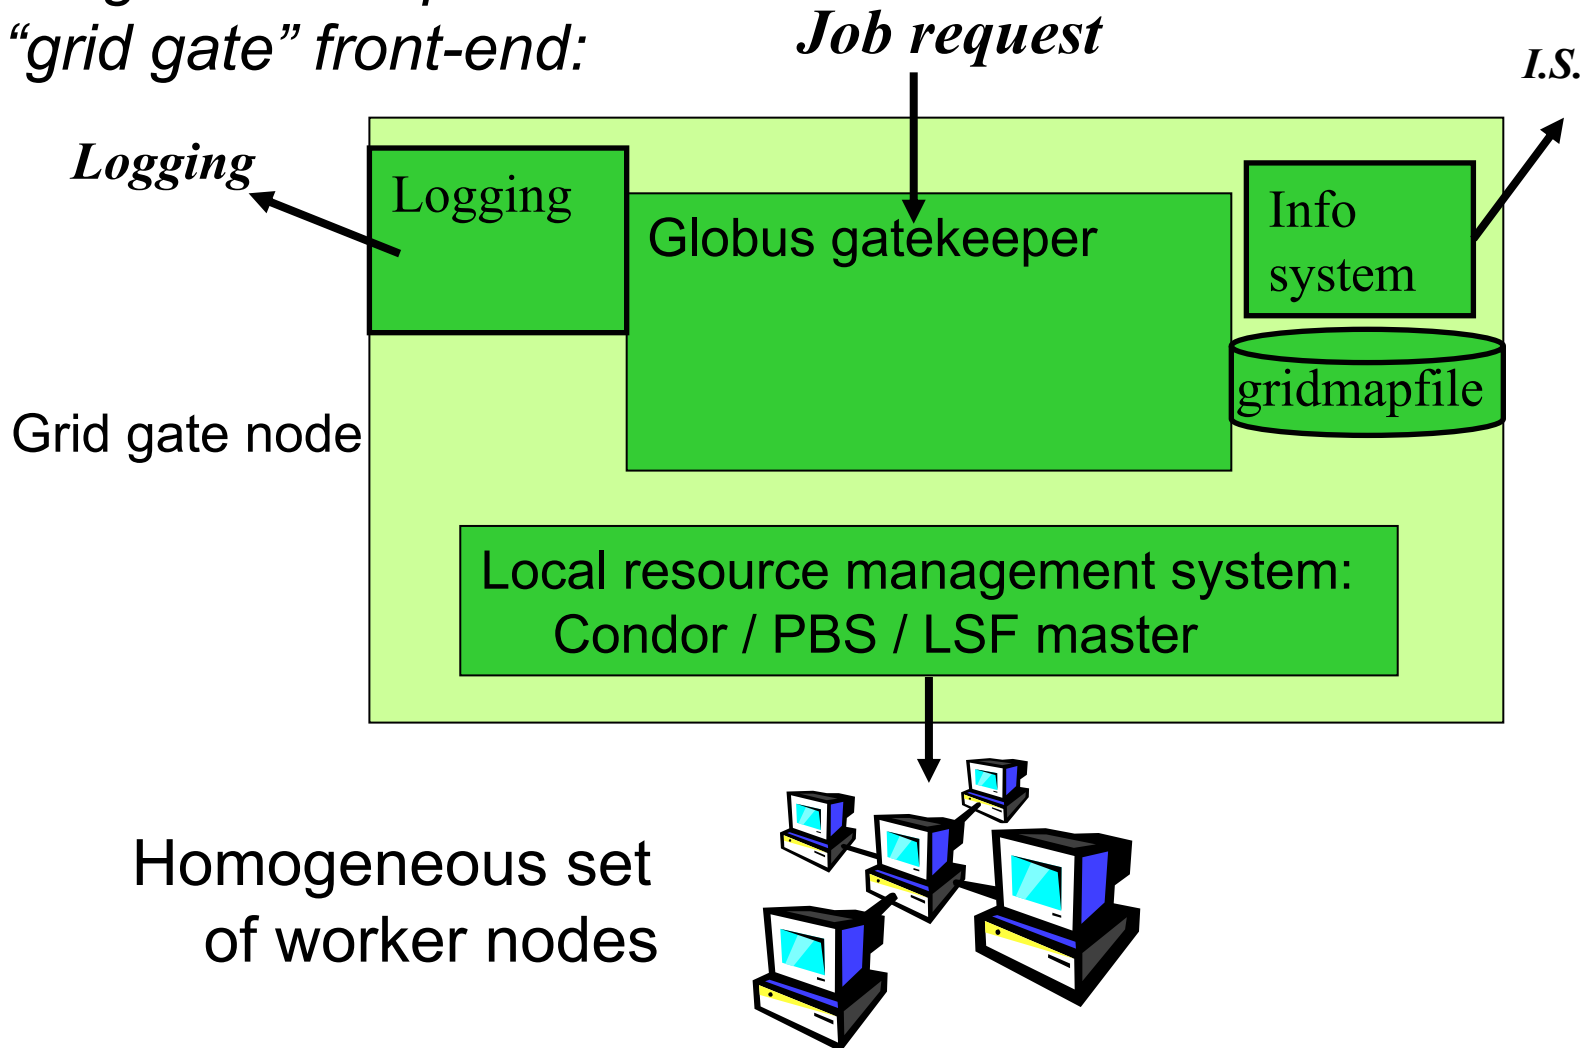 “grid gate” front-end:
Job request
I.S.
Logging
Logging
Globus gatekeeper
Info
system
gridmapfile
Grid gate node
Local resource management system:
Condor / PBS / LSF master
Homogeneous set
of worker nodes